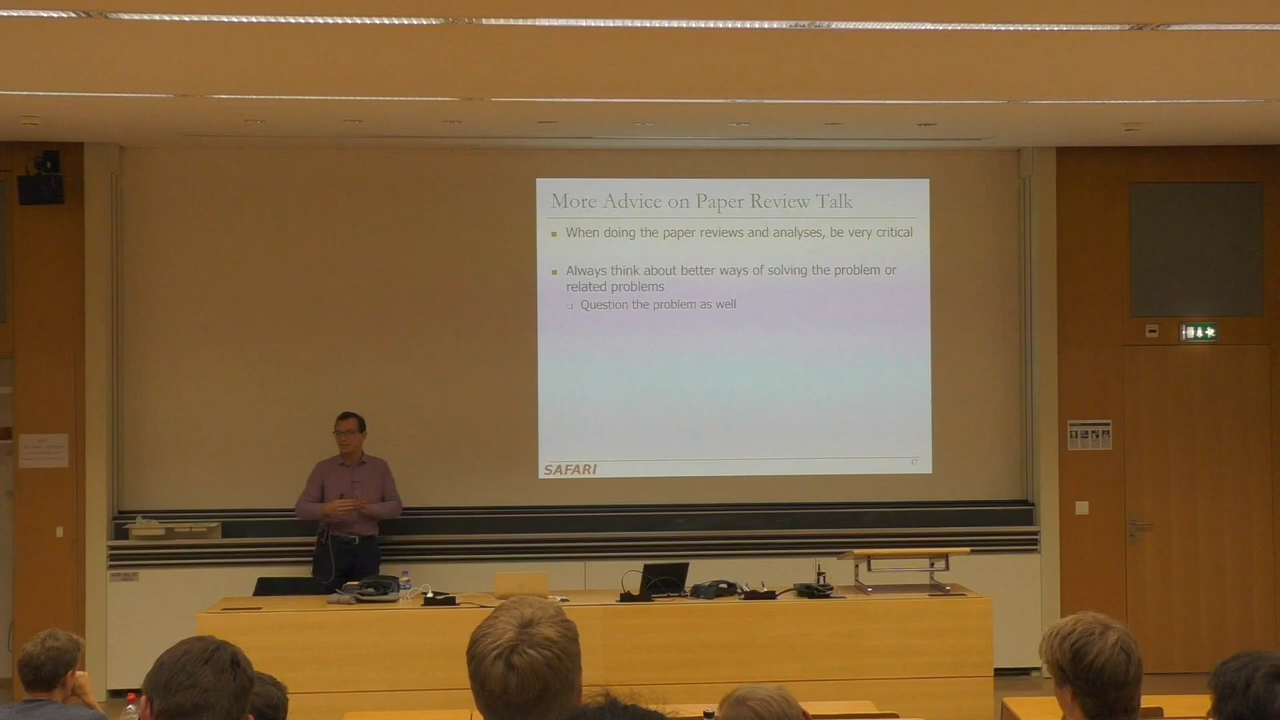 More Advice on Paper Review Talk
When doing the paper reviews and analyses, be very critical
Always think about better ways of solving the problem or
related problems
Question the problem as well
SAFARI
47